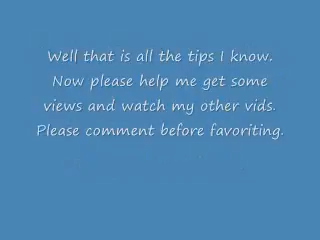 Well that is all the tips I know.
Now please help me get some
views and watch my other vids.
Please comment before favoriting.